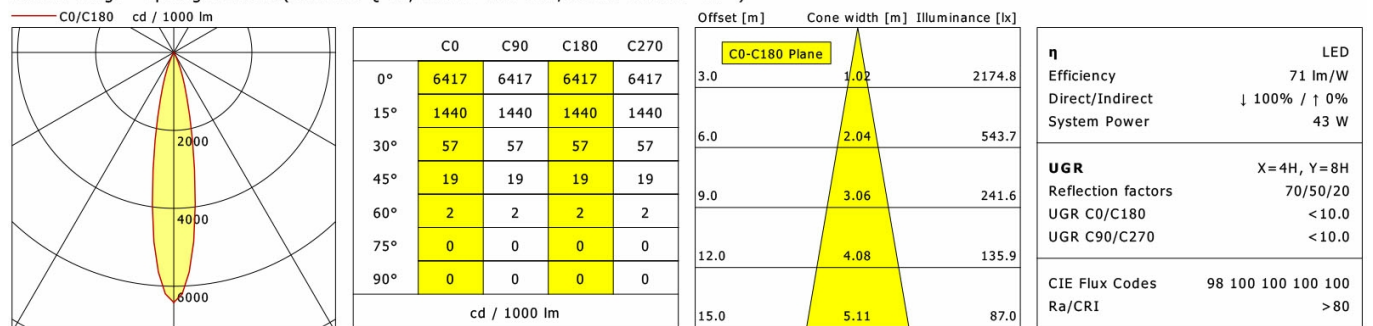 C0/C180 cd / 1000 lm
2000
4000
6000
C0 C90 C180 C270
0° 6417 6417 6417 6417
15° 1440 1440 1440 1440
30° 57 57 57 57
45° 19 19 19 19
60° 2 2 2 2
75° 0 0 0 0
90° 0 0 0 0
cd / 1000 lm
Offset [m] Cone width [m] Illuminance [lx]
C0-C180 Plane
3.0 1.02 2174.8
6.0 2.04 543.7
9.0 3.06 241.6
12.0 4.08 135.9
15.0 5.11 87.0
η LED
Efficiency 71 lm/W
Direct/Indirect ↓ 100% / ↑ 0%
System Power 43 W
UGR X=4H, Y=8H
Reflection factors 70/50/20
UGR C0/C180 <10.0
UGR C90/C270 <10.0
CIE Flux Codes 98 100 100 100 100
Ra/CRI >80